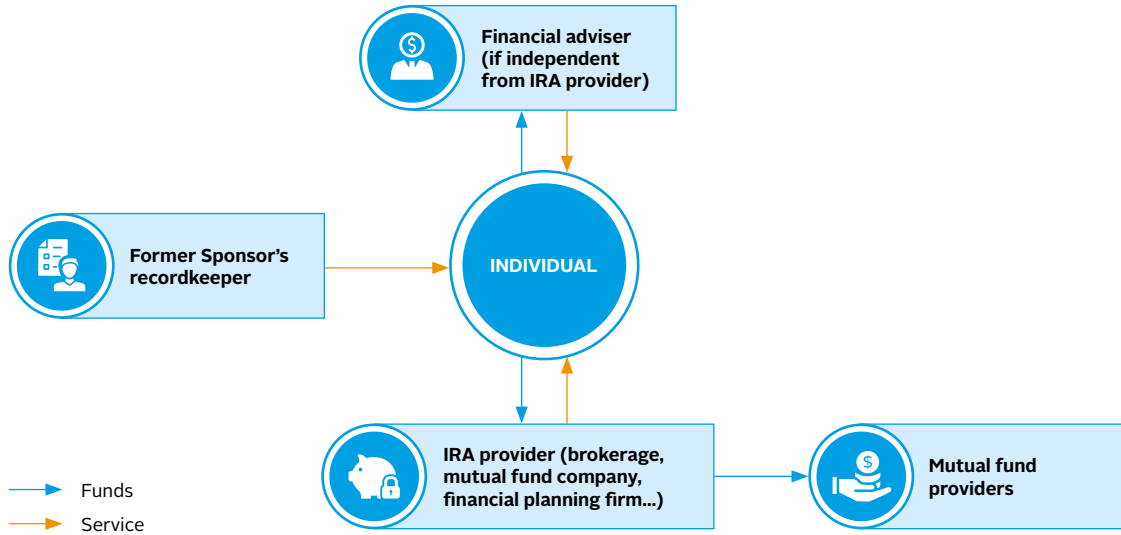 Financial adviser
(if independent
from IRA provider)
Former Sponsor's
recordkeeper
INDIVIDUAL
IRA provider (brokerage,
mutual fund company,
financial planning firm...)
Mutual fund
providers
Funds
Service